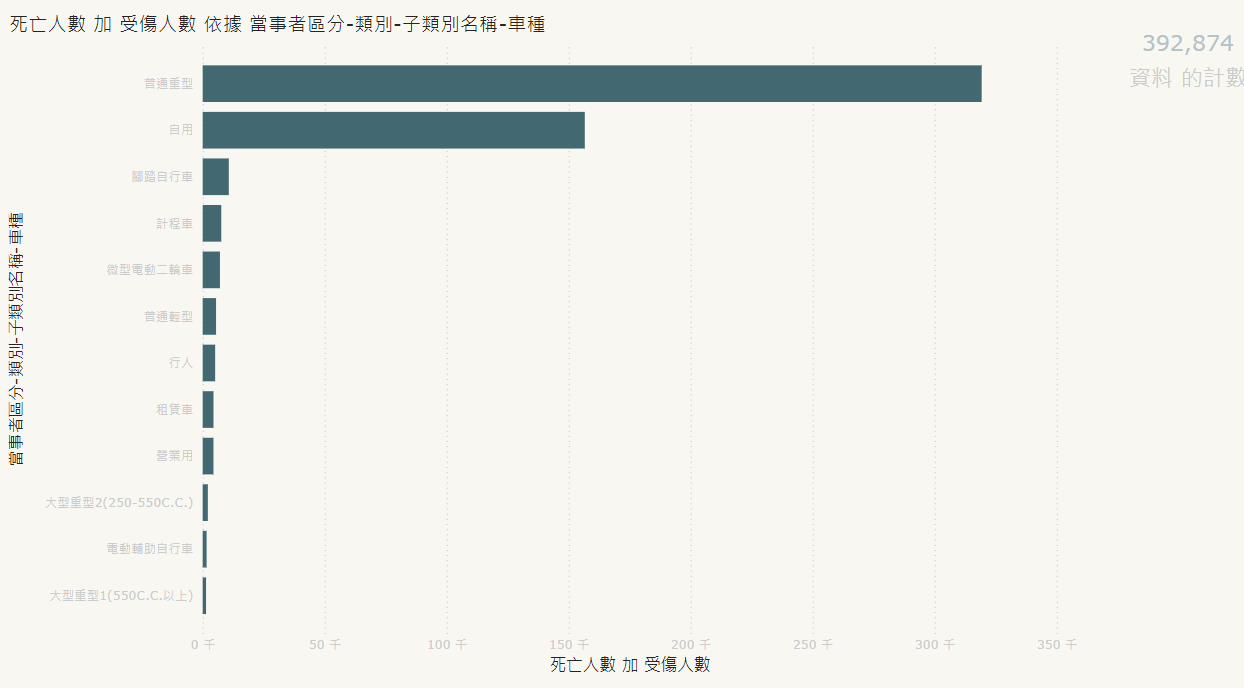 死亡人數 加 受傷人數 依據 當事者區分-類別-子類別名稱-車種
392,874
資料 的計數
當事者區分-類別-子類別名稱-車種
普通重型
自用
腳踏自行車
計程車
微型電動二輪車
普通輕型
行人
租賃車
營業用
大型重型2(250-550C.C.)
電動輔助自行車
大型重型1(550C.C.以上)
0 千 50 千 100 千 150 千 200 千 250 千 300 千 350 千
死亡人數 加 受傷人數